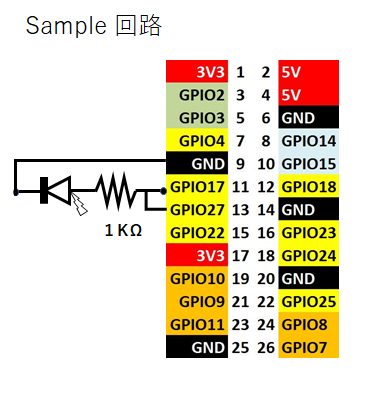 Sample 回路
3V3 1 2 5V
GPIO2 3 4 5V
GPIO3 5 6 GND
GPIO4 7 8 GPIO14
GND 9 10 GPIO15
GPIO17 11 12 GPIO18
GPIO27 13 14 GND
1KΩ
GPIO22 15 16 GPIO23
3V3 17 18 GPIO24
GPIO10 19 20 GND
GPIO9 21 22 GPIO25
GPIO11 23 24 GPIO8
GND 25 26 GPIO7